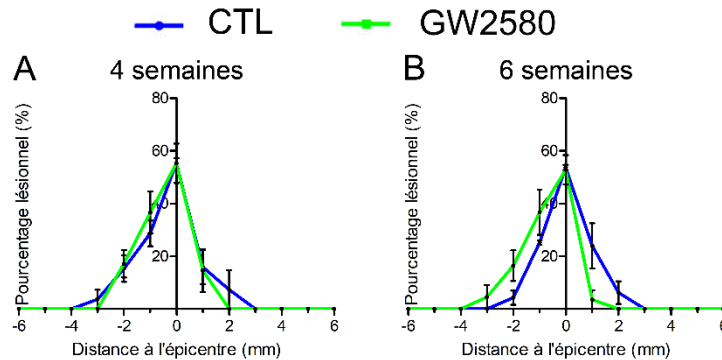 CTL GW2580
A 4 semaines
B 6 semaines
Pourcentage lésionnel (%)
80
60
40
20
-6 -4 -2 0 2 4 6
Distance à l'épicentre (mm)
Pourcentage lésionnel (%)
80
60
40
20
-6 -4 -2 0 2 4 6
Distance à l'épicentre (mm)